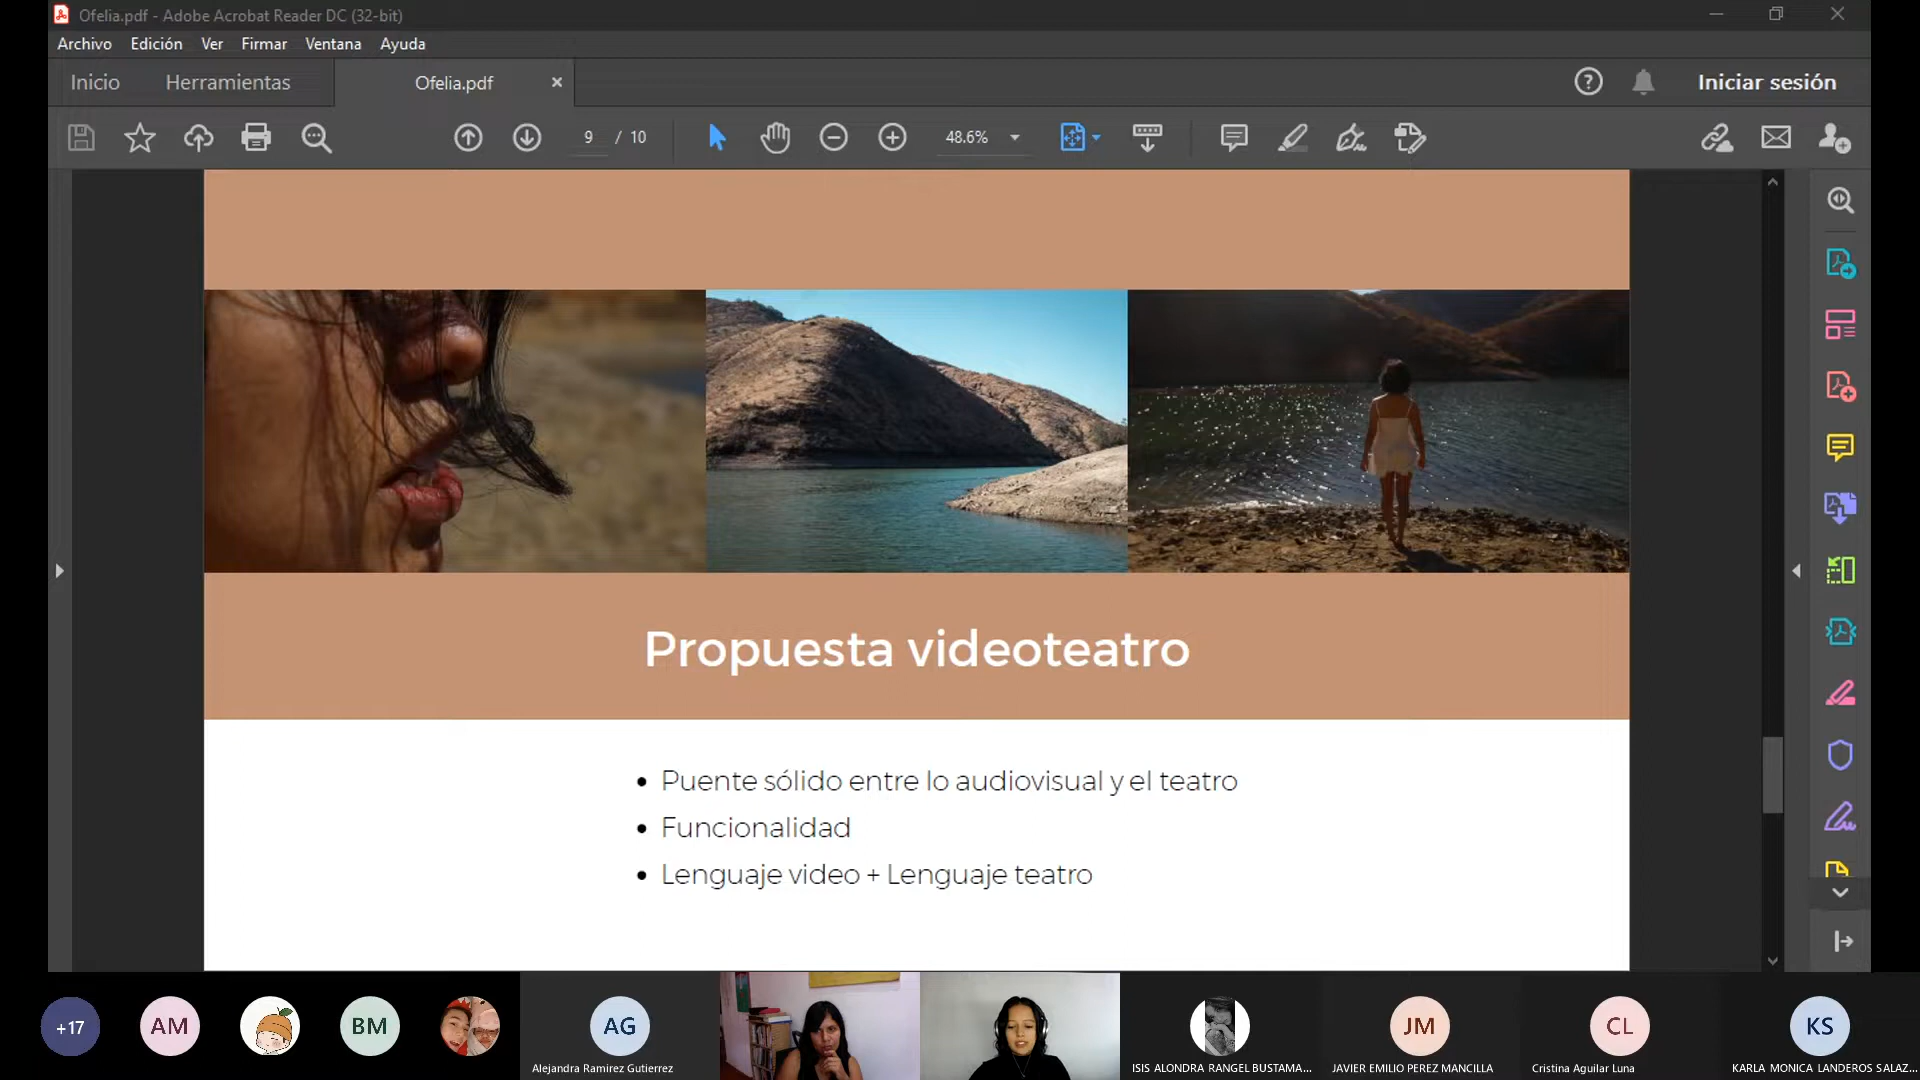 Ofelia.pdf - Adobe Acrobat Reader DC (32-bit)
Archivo Edición Ver Firmar Ventana Ayuda
Inicio Herramientas Ofelia.pdf Iniciar sesión
9 / 10 48.6%
Propuesta videoteatro
• Puente sólido entre lo audiovisual y el teatro
• Funcionalidad
• Lenguaje video + Lenguaje teatro
+17 AM BM AG JM CL KS
Alejandra Ramirez Gutierrez ISIS ALONDRA RANGEL BUSTAMA... JAVIER EMILIO PEREZ MANCILLA Cristina Aguilar Luna KARLA MONICA LANDEROS SALAZ...